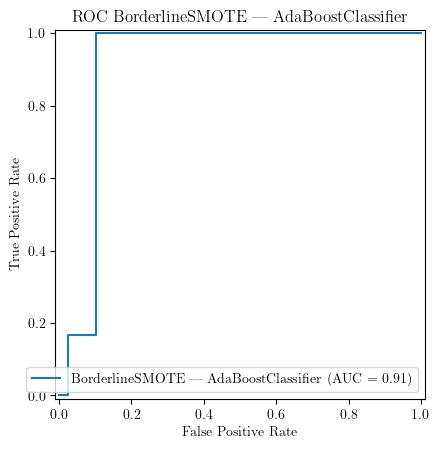 ROC BorderlineSMOTE — AdaBoostClassifier
1.0
0.8
0.6
0.4
0.2
0.0
True Positive Rate
BorderlineSMOTE — AdaBoostClassifier (AUC = 0.91)
0.0 0.2 0.4 0.6 0.8 1.0
False Positive Rate